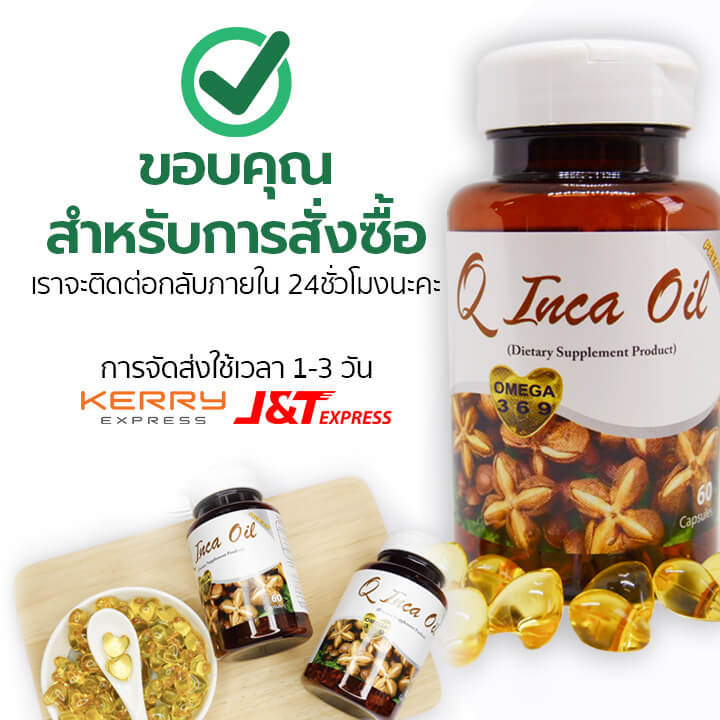 ขอบคุณ
สำหรับการสั่งซื้อ
เราจะติดต่อกลับภายใน 24ชั่วโมงนะคะ
การจัดส่งใช้เวลา 1-3 วัน
KERRY
EXPRESS
J&T EXPRESS
Q Inca Oil
(Dietary Supplement Product)
OMEGA
3 6 9
60
Capsules
Inca Oil
(Dietary Supplement Product)
60
Q Inca Oil
OMEGA